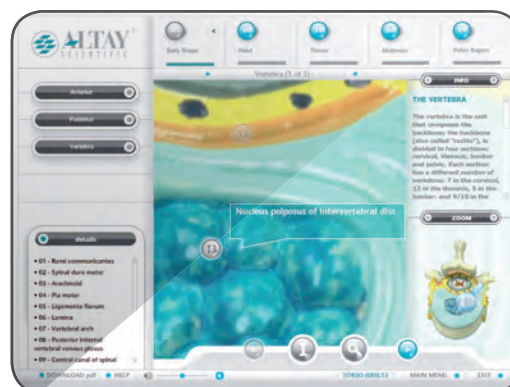 ALTAY
SCIENTIFIC
Body Shape
Head
Thorax
Abdomen
Pelvic Region
Vertebra (1 of 3)
Anterior
Posterior
Vertebra
details
• 01 - Rami communicantes
• 02 - Spinal dura mater
• 03 - Arachnoid
• 04 - Pia mater
• 05 - Ligamenta flavum
• 06 - Lamina
• 07 - Vertebral arch
• 08 - Posterior internal
vertebral venous plexus
• 09 - Central canal of spinal
Nucleus polposus of intervertebral disc
13
INFO
THE VERTEBRA
The vertebra is the unit
that composes the
backbone; the backbone
(also called "rachis"), is
divided in four sections:
cervical, thoracic, lumbar
and pelvic. Each section
has a different number of
vertebrae: 7 in the cervical,
12 in the thoracic, 5 in the
lumbar, and 9/10 in the
ZOOM
DOWNLOAD pdf
HELP
TORSO 6000.53
MAIN MENU
EXIT